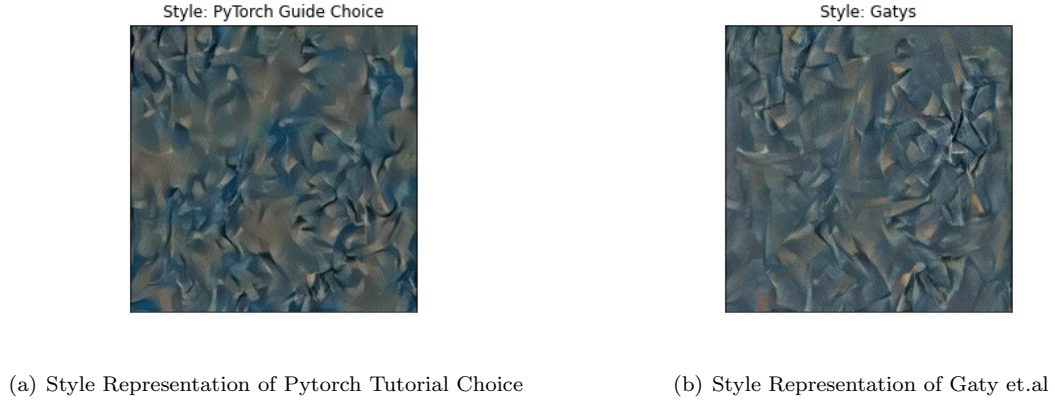 Style: PyTorch Guide Choice
Style: Gatys
(a) Style Representation of Pytorch Tutorial Choice
(b) Style Representation of Gaty et.al